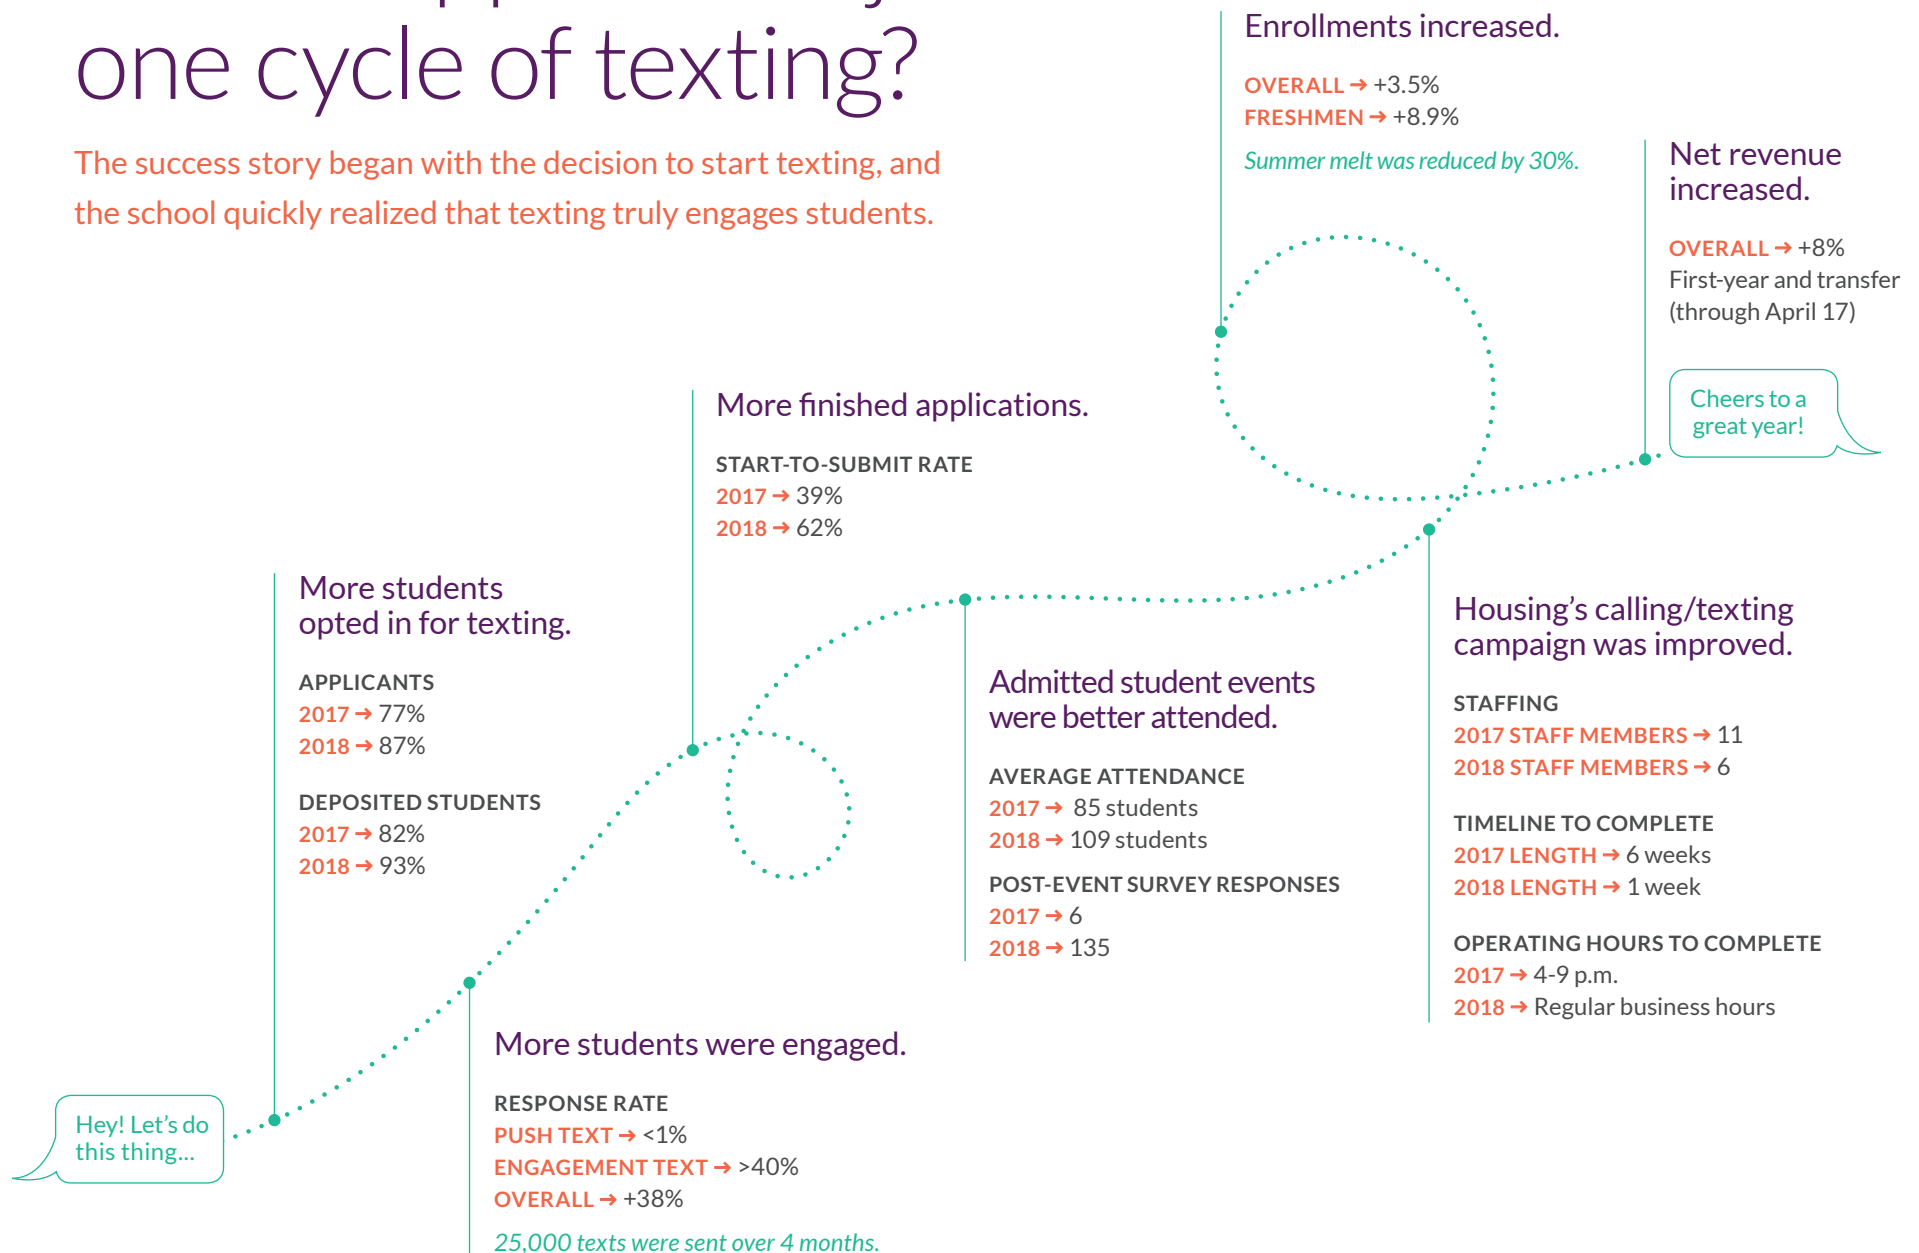 one cycle of texting?
The success story began with the decision to start texting, and
the school quickly realized that texting truly engages students.
Hey! Let's do
this thing...
More students
opted in for texting.
APPLICANTS
2017 → 77%
2018 → 87%
DEPOSITED STUDENTS
2017 → 82%
2018 → 93%
More students were engaged.
RESPONSE RATE
PUSH TEXT → <1%
ENGAGEMENT TEXT → >40%
OVERALL → +38%
25,000 texts were sent over 4 months.
More finished applications.
START-TO-SUBMIT RATE
2017 → 39%
2018 → 62%
Admitted student events
were better attended.
AVERAGE ATTENDANCE
2017 → 85 students
2018 → 109 students
POST-EVENT SURVEY RESPONSES
2017 → 6
2018 → 135
Housing’s calling/texting
campaign was improved.
STAFFING
2017 STAFF MEMBERS → 11
2018 STAFF MEMBERS → 6
TIMELINE TO COMPLETE
2017 LENGTH → 6 weeks
2018 LENGTH → 1 week
OPERATING HOURS TO COMPLETE
2017 → 4-9 p.m.
2018 → Regular business hours
Enrollments increased.
OVERALL → +3.5%
FRESHMEN → +8.9%
Summer melt was reduced by 30%.
Net revenue
increased.
OVERALL → +8%
First-year and transfer
(through April 17)
Cheers to a
great year!